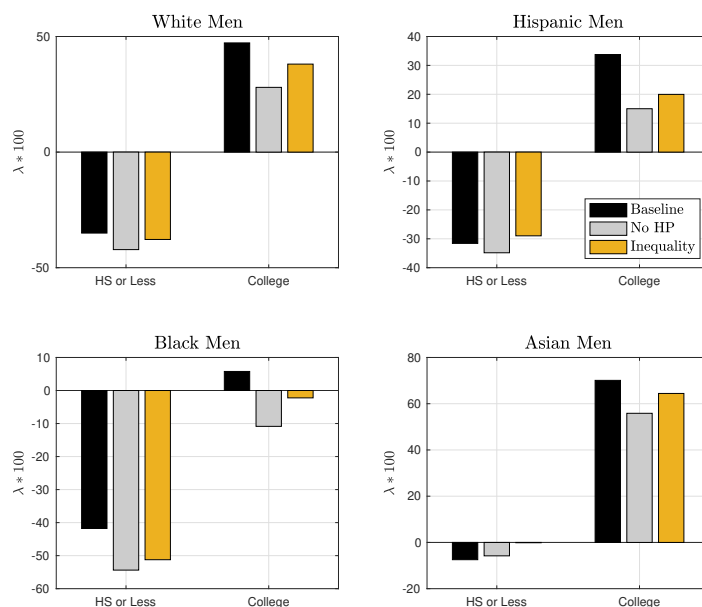 White Men
50
0
-50
λ * 100
HS or Less
College
Hispanic Men
40
30
20
10
0
-10
-20
-30
-40
λ * 100
Baseline
No HP
Inequality
HS or Less
College
Black Men
10
0
-10
-20
-30
-40
-50
-60
λ * 100
HS or Less
College
Asian Men
80
60
40
20
0
-20
λ * 100
HS or Less
College